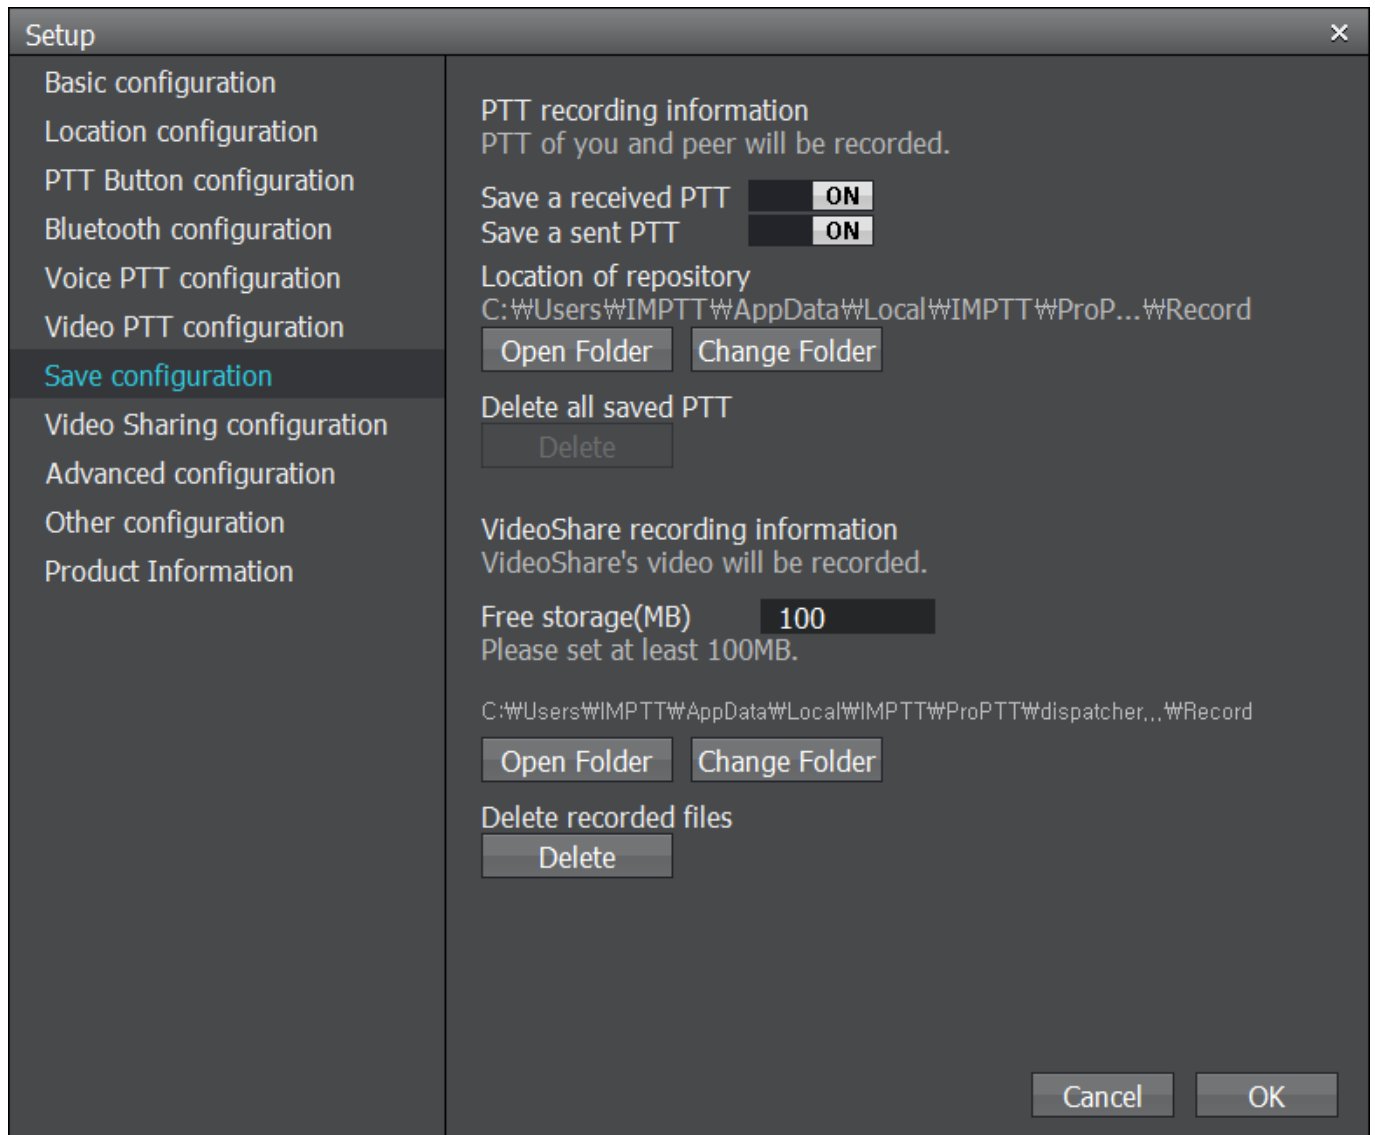 Setup
Basic configuration
Location configuration
PTT Button configuration
Bluetooth configuration
Voice PTT configuration
Video PTT configuration
Save configuration
Video Sharing configuration
Advanced configuration
Other configuration
Product Information
PTT recording information
PTT of you and peer will be recorded.
Save a received PTT ON
Save a sent PTT ON
Location of repository
C:₩Users₩IMPTT₩AppData₩Local₩IMPTT₩ProP...₩Record
Open Folder Change Folder
Delete all saved PTT
Delete
VideoShare recording information
VideoShare's video will be recorded.
Free storage(MB) 100
Please set at least 100MB.
C:₩Users₩IMPTT₩AppData₩Local₩IMPTT₩ProPTT₩dispatcher...₩Record
Open Folder Change Folder
Delete recorded files
Delete
Cancel OK